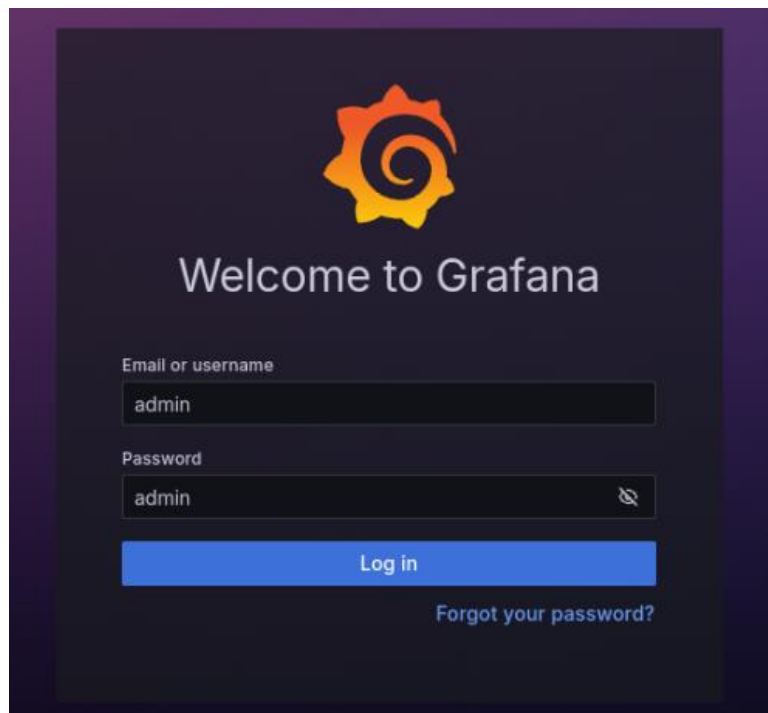 Welcome to Grafana
Email or username
admin
Password
admin
Log in
Forgot your password?